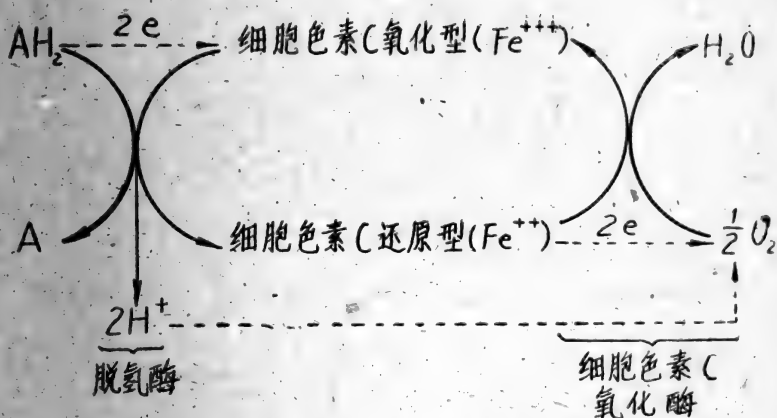 AH₂ 2e 细胞色素C氧化型(Fe⁺⁺⁺) H₂O
A 细胞色素C还原型(Fe⁺⁺) 2e ½O₂
2H⁺
脱氢酶 细胞色素C
氧化酶